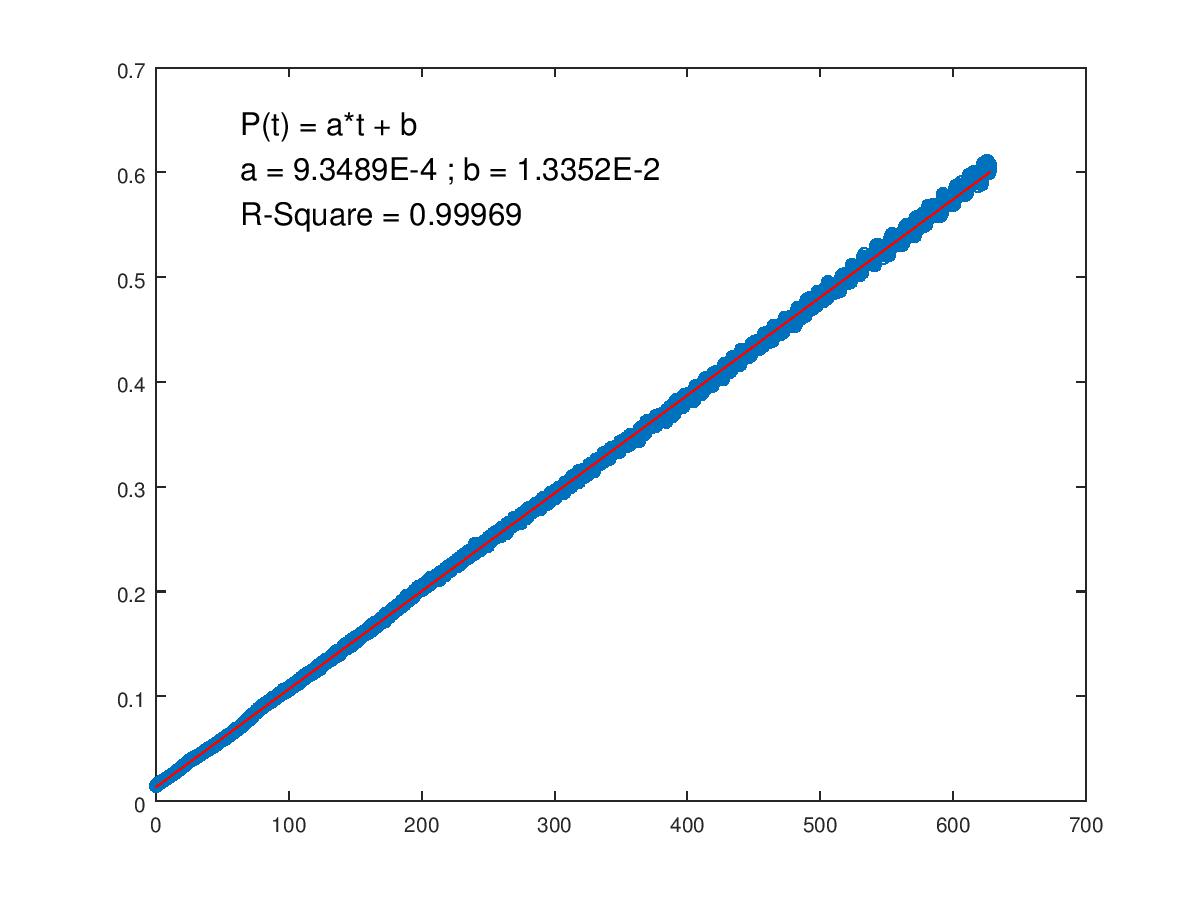 0.7
P(t) = a*t + b
a = 9.3489E-4 ; b = 1.3352E-2
0.6
R-Square = 0.99969
0.5
0.4
0.3
0.2
0.1
0
0 100 200 300 400 500 600 700